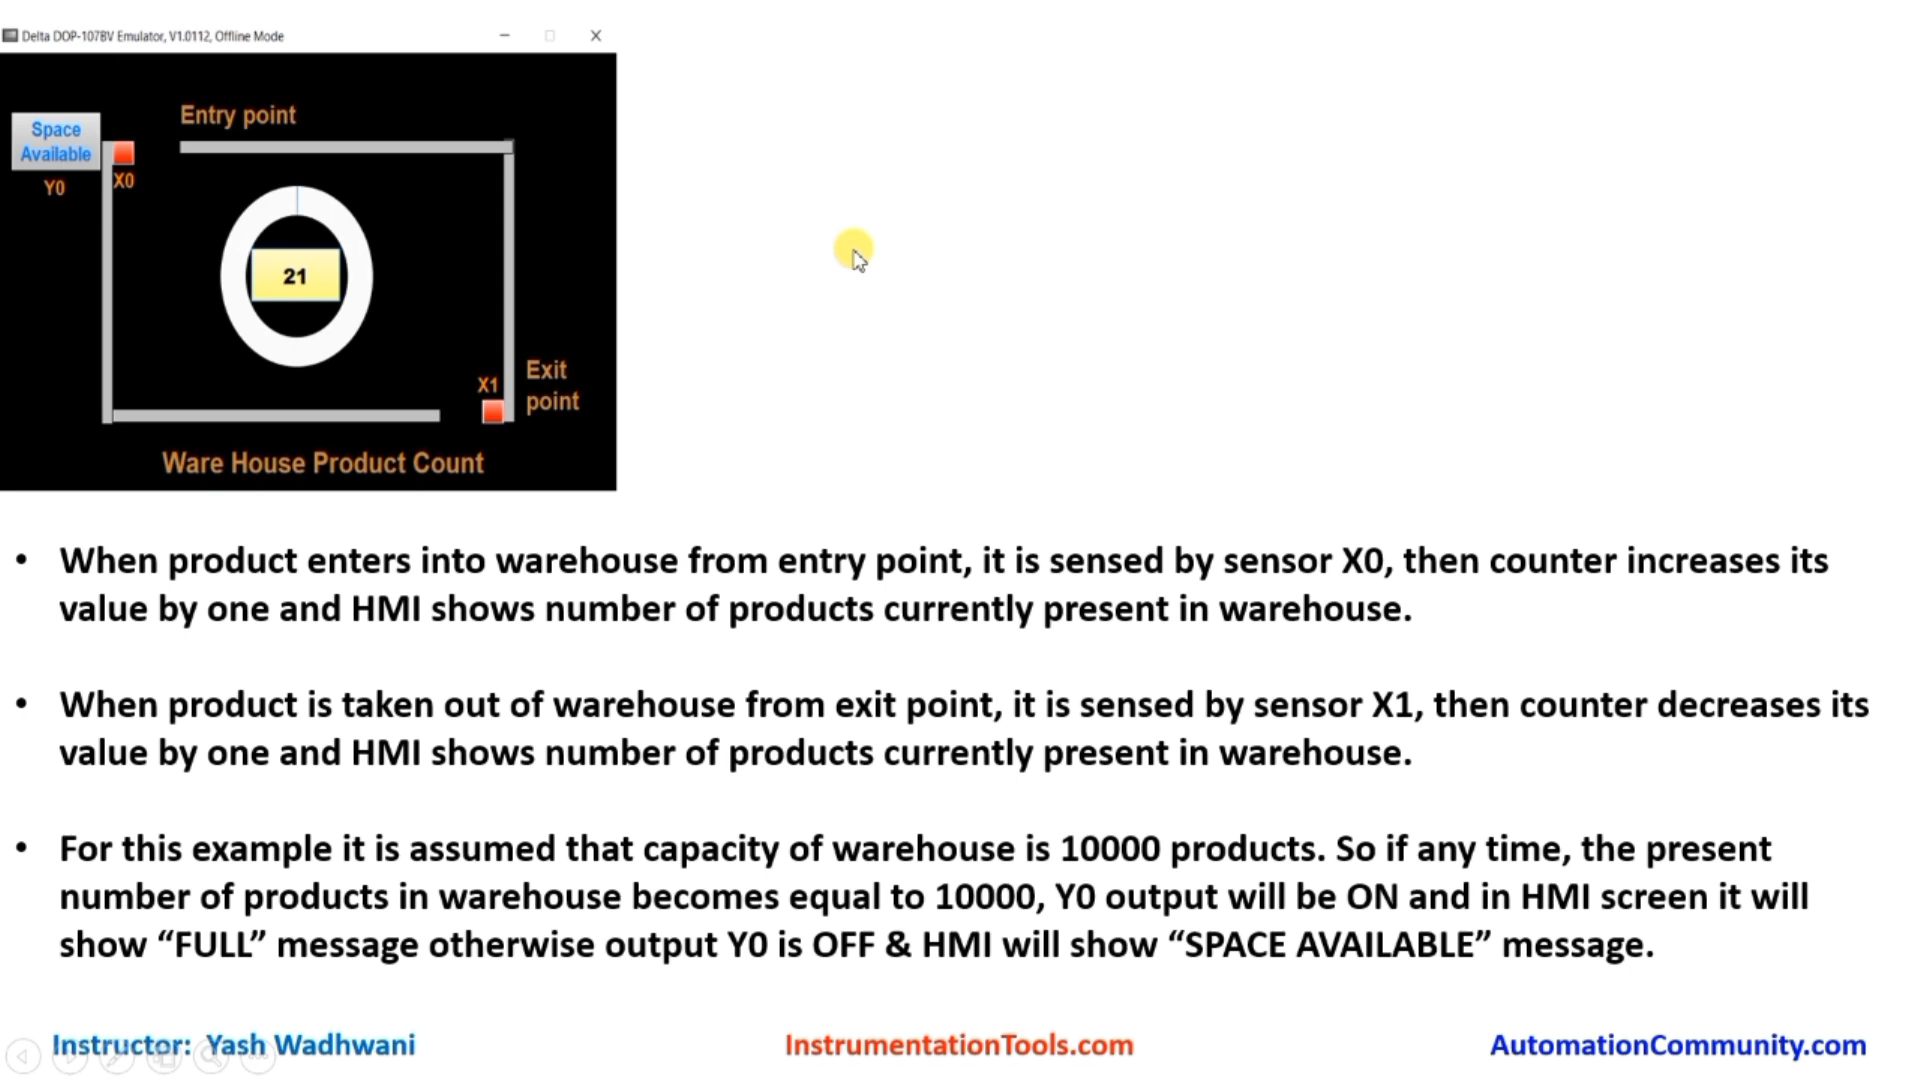 Delta DOP-107BV Emulator, V1.0112, Offline Mode
Entry point
Space
Available
Y0
X0
21
X1
Exit
point
Ware House Product Count
• When product enters into warehouse from entry point, it is sensed by sensor X0, then counter increases its
value by one and HMI shows number of products currently present in warehouse.
• When product is taken out of warehouse from exit point, it is sensed by sensor X1, then counter decreases its
value by one and HMI shows number of products currently present in warehouse.
• For this example it is assumed that capacity of warehouse is 10000 products. So if any time, the present
number of products in warehouse becomes equal to 10000, Y0 output will be ON and in HMI screen it will
show “FULL” message otherwise output Y0 is OFF & HMI will show “SPACE AVAILABLE” message.
Instructor: Yash Wadhwani
InstrumentationTools.com
AutomationCommunity.com